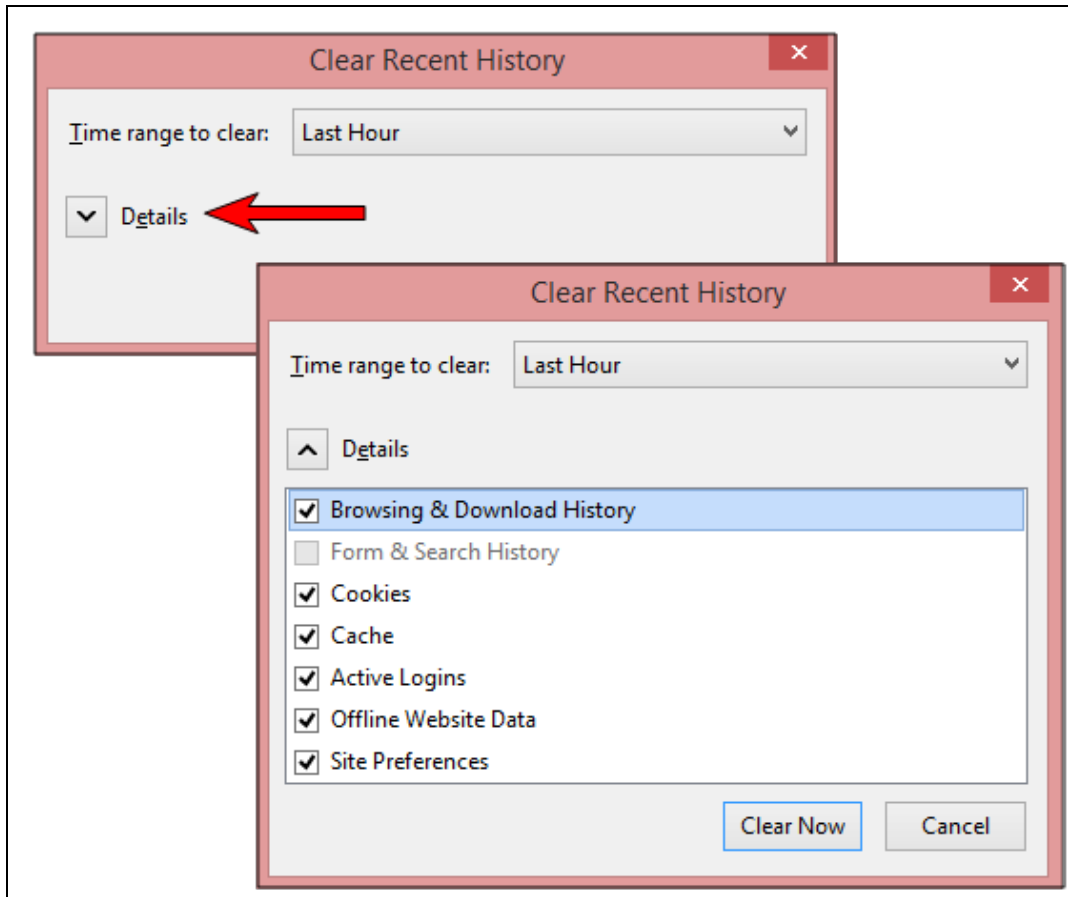 Clear Recent History
Time range to clear: Last Hour
Details
Clear Recent History
Time range to clear: Last Hour
Details
Browsing & Download History
Form & Search History
Cookies
Cache
Active Logins
Offline Website Data
Site Preferences
Clear Now Cancel